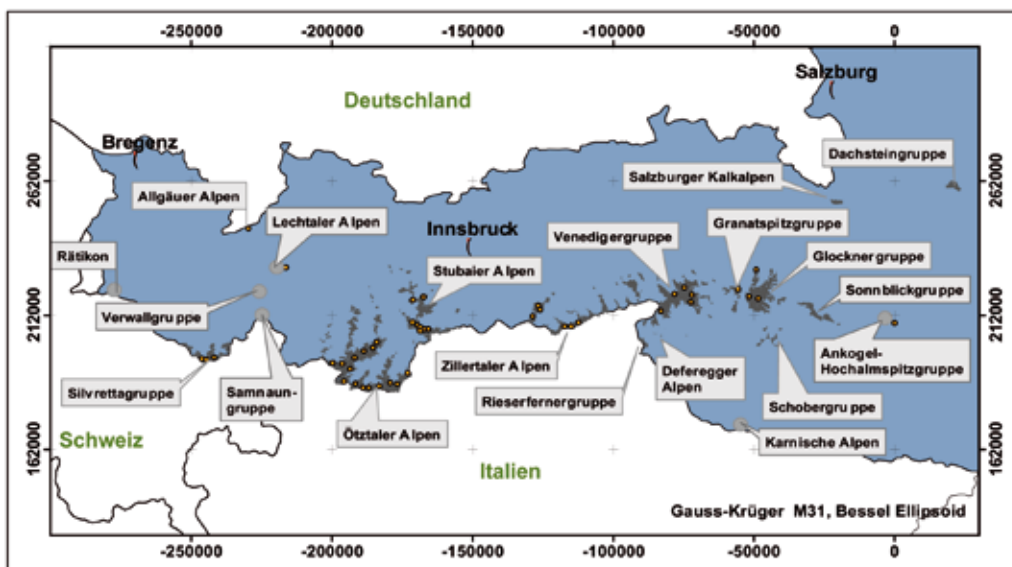 -250000 -200000 -150000 -100000 -50000 0
Salzburg
Deutschland
Bregenz
Dachsteingruppe
262000 262000
Salzburger Kalkalpen
Allgäuer Alpen
Lechtaler Alpen
Granatspitzgruppe
Innsbruck
Venedigergruppe
Rätikon
Glocknergruppe
Stubaier Alpen
Sonnblickgruppe
212000 212000
Verwallgruppe
Zillertaler Alpen
Ankogel-
Hochalmspitzgruppe
Deferegger
Alpen
Silvrettagruppe
Samnaun-
gruppe
Rieserfernergruppe
Schobergruppe
Ötztaler Alpen
Schweiz
Karnische Alpen
162000 162000
Italien
Gauss-Krüger M31, Bessel Ellipsoid
-250000 -200000 -150000 -100000 -50000 0